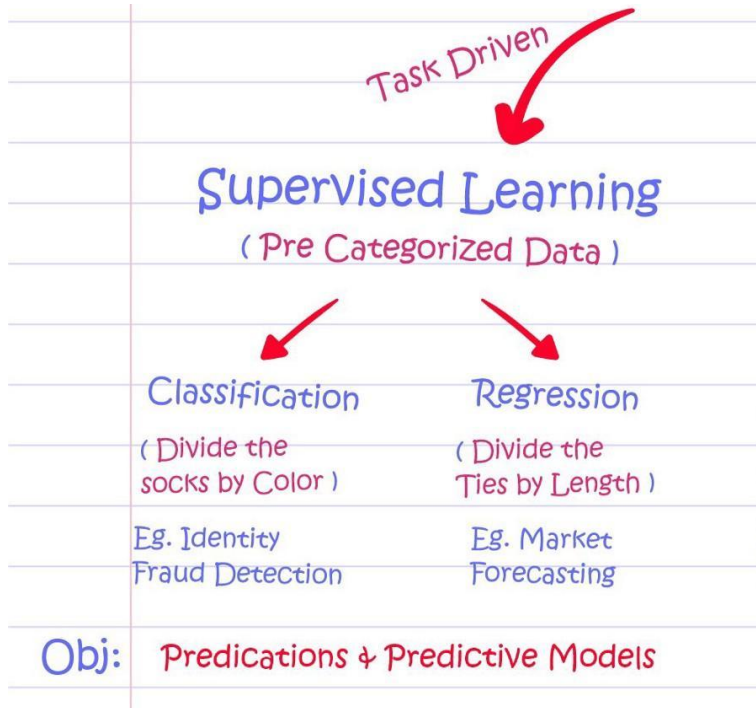 Task Driven
Supervised Learning
( Pre Categorized Data )
Classification
( Divide the
socks by Color )
Eg. Identity
Fraud Detection
Regression
( Divide the
Ties by Length )
Eg. Market
Forecasting
Obj: Predications & Predictive Models